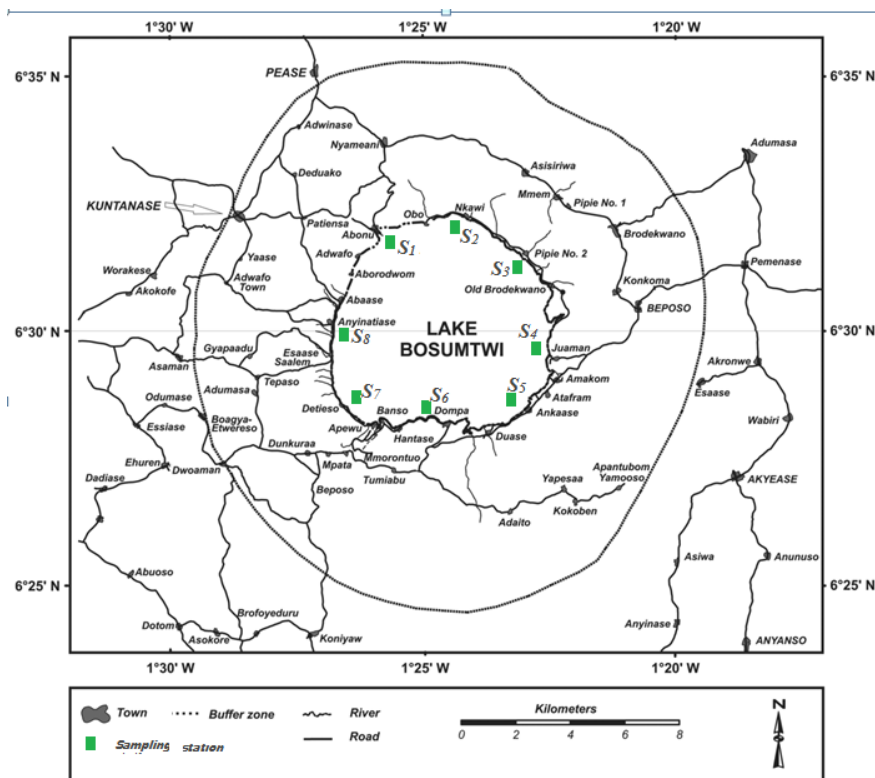 1°30' W 1°25' W 1°20' W
6°35' N 6°35' N
PEASE
Adwinase
Nyameani
Adumasa
Asisiriwa
Deduako
Mmem
Pipie No. 1
KUNTANASE
Patiensa
Obo
Nkawi
Abonu
S1
S2
Brodekwano
Yaase
Adwafo
Pipie No. 2
S3
Pemenase
Worakese
Adwafo
Town
Aborodwom
Konkoma
Akokofe
Abaase
Old Brodekwano
BEPOSO
Anyinatiase
6°30' N 6°30' N
S8
LAKE
BOSUMTWI
S4
Gyapaadu
Esaase
Saalem
Juaman
Asaman
Akronwe
Tepaso
Amakom
Adumasa
S7
S6
S5
Atafram
Esaase
Odumase
Detieso
Banso
Dompa
Ankaase
Essiase
Boagya-
Etwereso
Apewu
Hantase
Duase
Wabiri
Dunkuraa
Mmorontuo
Ehuren
Dwoaman
Mpata
Tumiabu
Yapesaa
Apantubom
Yamooso
Dadiase
Beposo
AKYEASE
Kokoben
Adaito
Abuoso
Asiwa
Anunuso
6°25' N 6°25' N
Brofoyeduru
Dotom
Asokore
Koniyaw
Anyinase
ANYANSO
1°30' W 1°25' W 1°20' W
Town Buffer zone River
Road
Sampling station
Kilometers
0 2 4 6 8
N
S